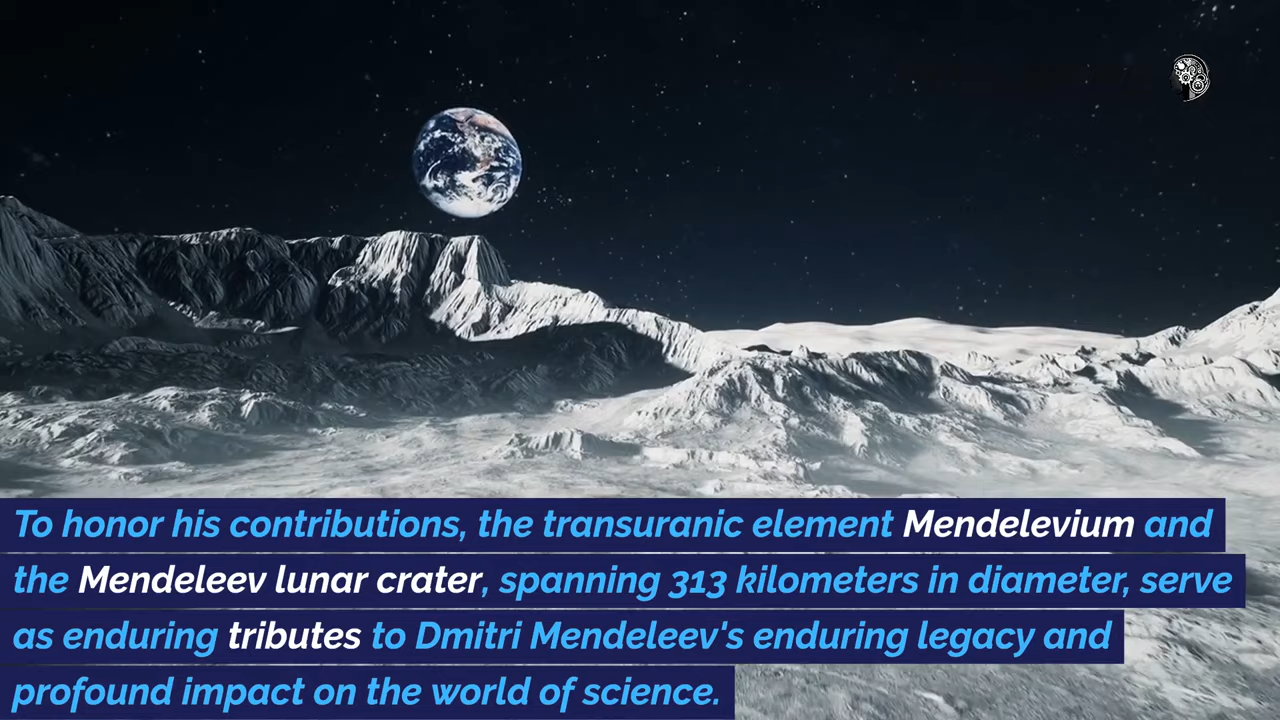 To honor his contributions, the transuranic element Mendelevium and
the Mendeleev lunar crater, spanning 313 kilometers in diameter, serve
as enduring tributes to Dmitri Mendeleev's enduring legacy and
profound impact on the world of science.